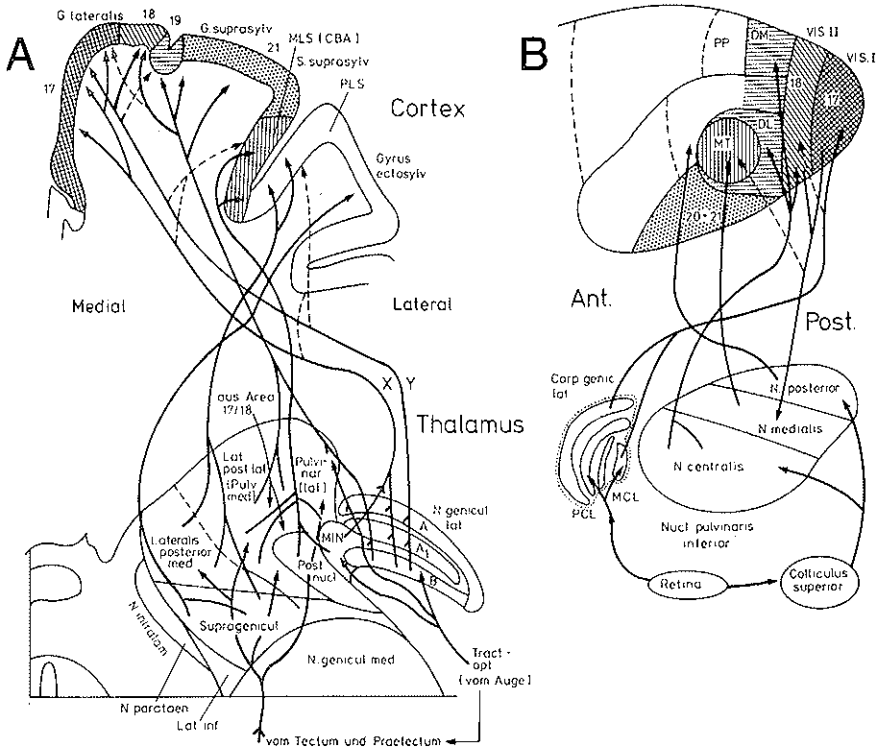 A
G lateralis
18
19
G. suprasylv
21
MLS (CBA)
S. suprasylv
PLS
17
Cortex
Gyrus
ectosylv
Medial
Lateral
X
Y
aus Area
17/18
Thalamus
Lat
post lat
(Pulv
med)
Pulvi-
nar
(lat)
N genicul
lat
MIN
A
A1
B
Lateralis
posterior
med
Post
nucl
Supragenicul
N intralam
N genicul med
Tract-
opt
(vom Auge)
N paracen
Lat inf
vom Tectum und Praetectum
B
PP
DM
VIS II
VIS. I
18
17
DL
MT
20+21
Ant.
Post.
Corp genic
lat
N. posterior
N medialis
N centralis
PCL
MCL
Nucl pulvinaris
inferior
Retina
Colliculus
superior